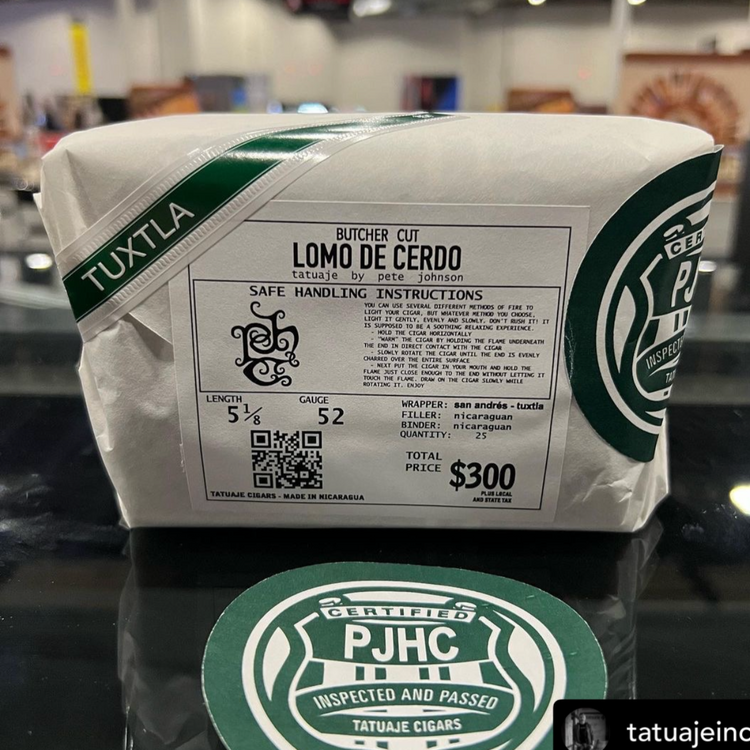 TUXTLA
BUTCHER CUT
LOMO DE CERDO
tatuaje by pete johnson
SAFE HANDLING INSTRUCTIONS
YOU CAN USE SEVERAL DIFFERENT METHODS OF FIRE TO
LIGHT YOUR CIGAR, BUT WHATEVER METHOD YOU CHOOSE,
LIGHT IT GENTLY, EVENLY AND SLOWLY. DON'T RUSH IT! IT
IS SUPPOSED TO BE A SOOTHING RELAXING EXPERIENCE.
- HOLD THE CIGAR HORIZONTALLY
- "WARM" THE CIGAR BY HOLDING THE FLAME UNDERNEATH
THE END IN DIRECT CONTACT WITH THE CIGAR
- SLOWLY ROTATE THE CIGAR UNTIL THE END IS EVENLY
CHARRED OVER THE ENTIRE SURFACE
- NEXT PUT THE CIGAR IN YOUR MOUTH AND HOLD THE
FLAME JUST CLOSE ENOUGH TO THE END WITHOUT LETTING IT
TOUCH THE FLAME. DRAW ON THE CIGAR SLOWLY WHILE
ROTATING IT. ENJOY
LENGTH
5 1/8
GAUGE
52
WRAPPER: san andrés - tuxtla
FILLER: nicaraguan
BINDER: nicaraguan
QUANTITY: 25
TOTAL
PRICE $300
PLUS LOCAL
AND STATE TAX
TATUAJE CIGARS - MADE IN NICARAGUA
CER
PJ
INSPEC
TA
CERTIFIED
PJHC
INSPECTED AND PASSED
TATUAJE CIGARS
tatuajeinc